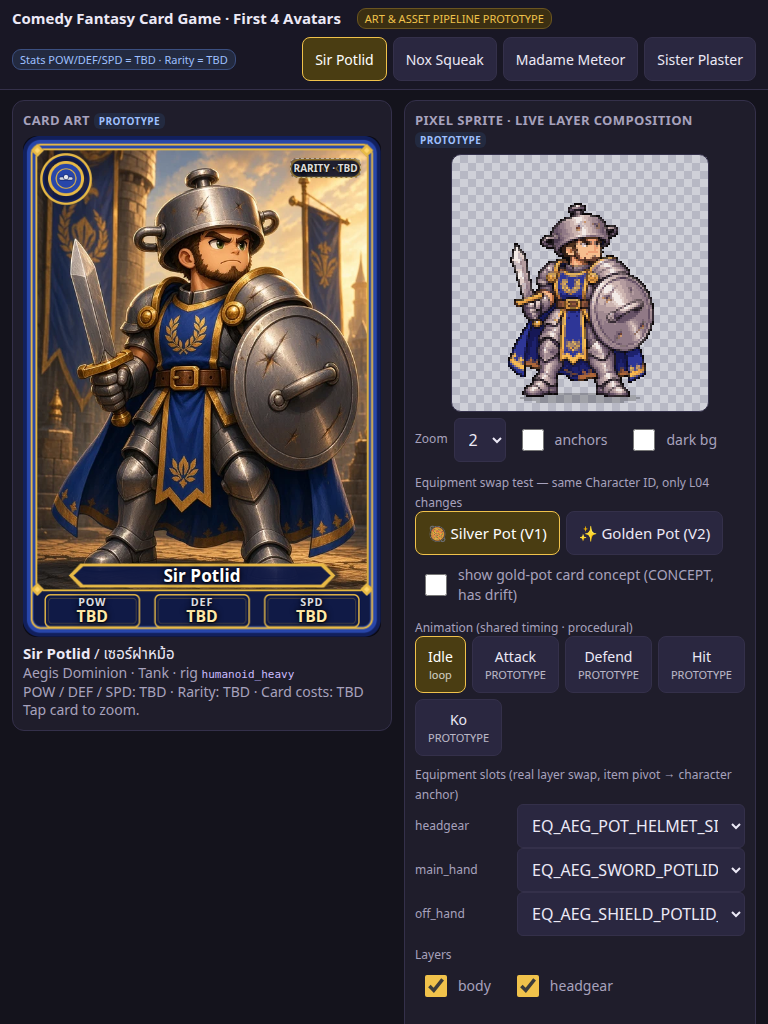 Comedy Fantasy Card Game · First 4 Avatars
ART & ASSET PIPELINE PROTOTYPE
Stats POW/DEF/SPD = TBD · Rarity = TBD
Sir Potlid
Nox Squeak
Madame Meteor
Sister Plaster
CARD ART PROTOTYPE
RARITY · TBD
Sir Potlid
POW
TBD
DEF
TBD
SPD
TBD
Sir Potlid / เซอร์ฝาหม้อ
Aegis Dominion · Tank · rig humanoid_heavy
POW / DEF / SPD: TBD · Rarity: TBD · Card costs: TBD
Tap card to zoom.
PIXEL SPRITE · LIVE LAYER COMPOSITION
PROTOTYPE
Zoom 2 anchors dark bg
Equipment swap test — same Character ID, only L04
changes
🥘 Silver Pot (V1)
✨ Golden Pot (V2)
show gold-pot card concept (CONCEPT,
has drift)
Animation (shared timing · procedural)
Idle
loop
Attack
PROTOTYPE
Defend
PROTOTYPE
Hit
PROTOTYPE
Ko
PROTOTYPE
Equipment slots (real layer swap, item pivot → character
anchor)
headgear EQ_AEG_POT_HELMET_SI
main_hand EQ_AEG_SWORD_POTLID
off_hand EQ_AEG_SHIELD_POTLID_
Layers
body headgear